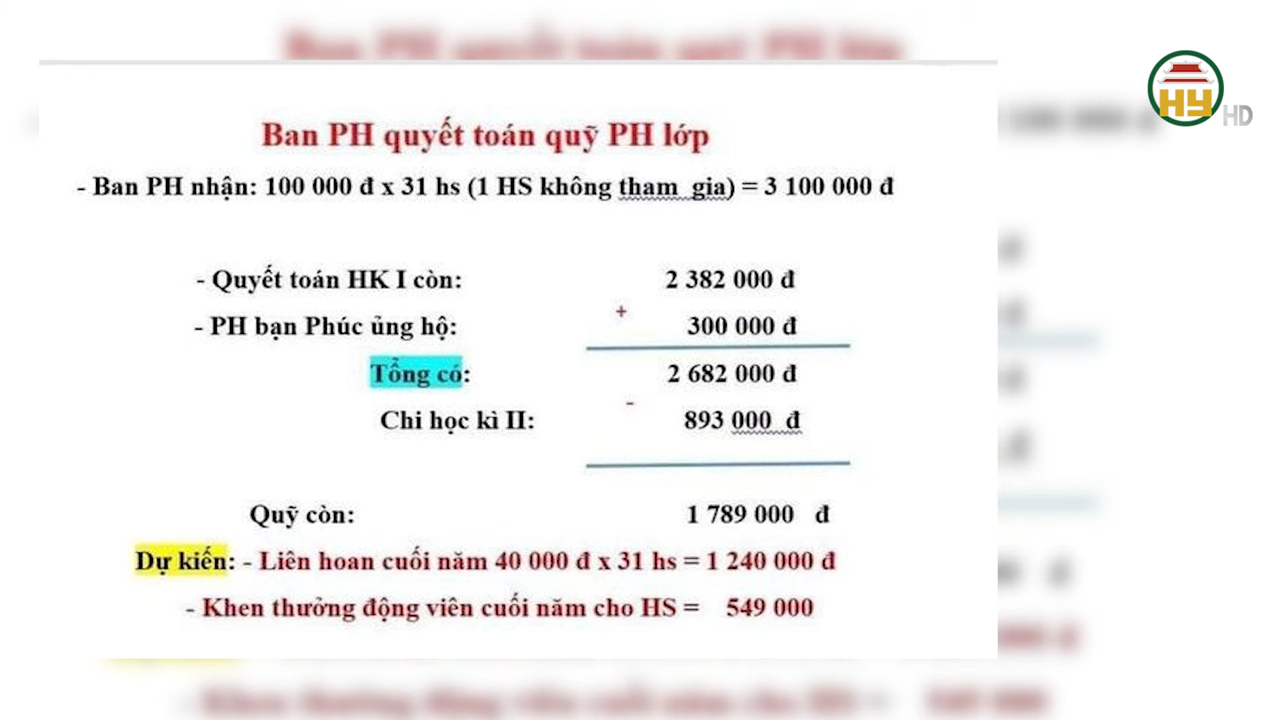 Ban PH quyết toán quỹ PH lớp
- Ban PH nhận: 100 000 đ x 31 hs (1 HS không tham gia) = 3 100 000 đ
- Quyết toán HK I còn: 2 382 000 đ
+
- PH bạn Phúc ủng hộ: 300 000 đ
Tổng có: 2 682 000 đ
-
Chi học kì II: 893 000 đ
Quỹ còn: 1 789 000 đ
Dự kiến: - Liên hoan cuối năm 40 000 đ x 31 hs = 1 240 000 đ
- Khen thưởng động viên cuối năm cho HS = 549 000
HY HD